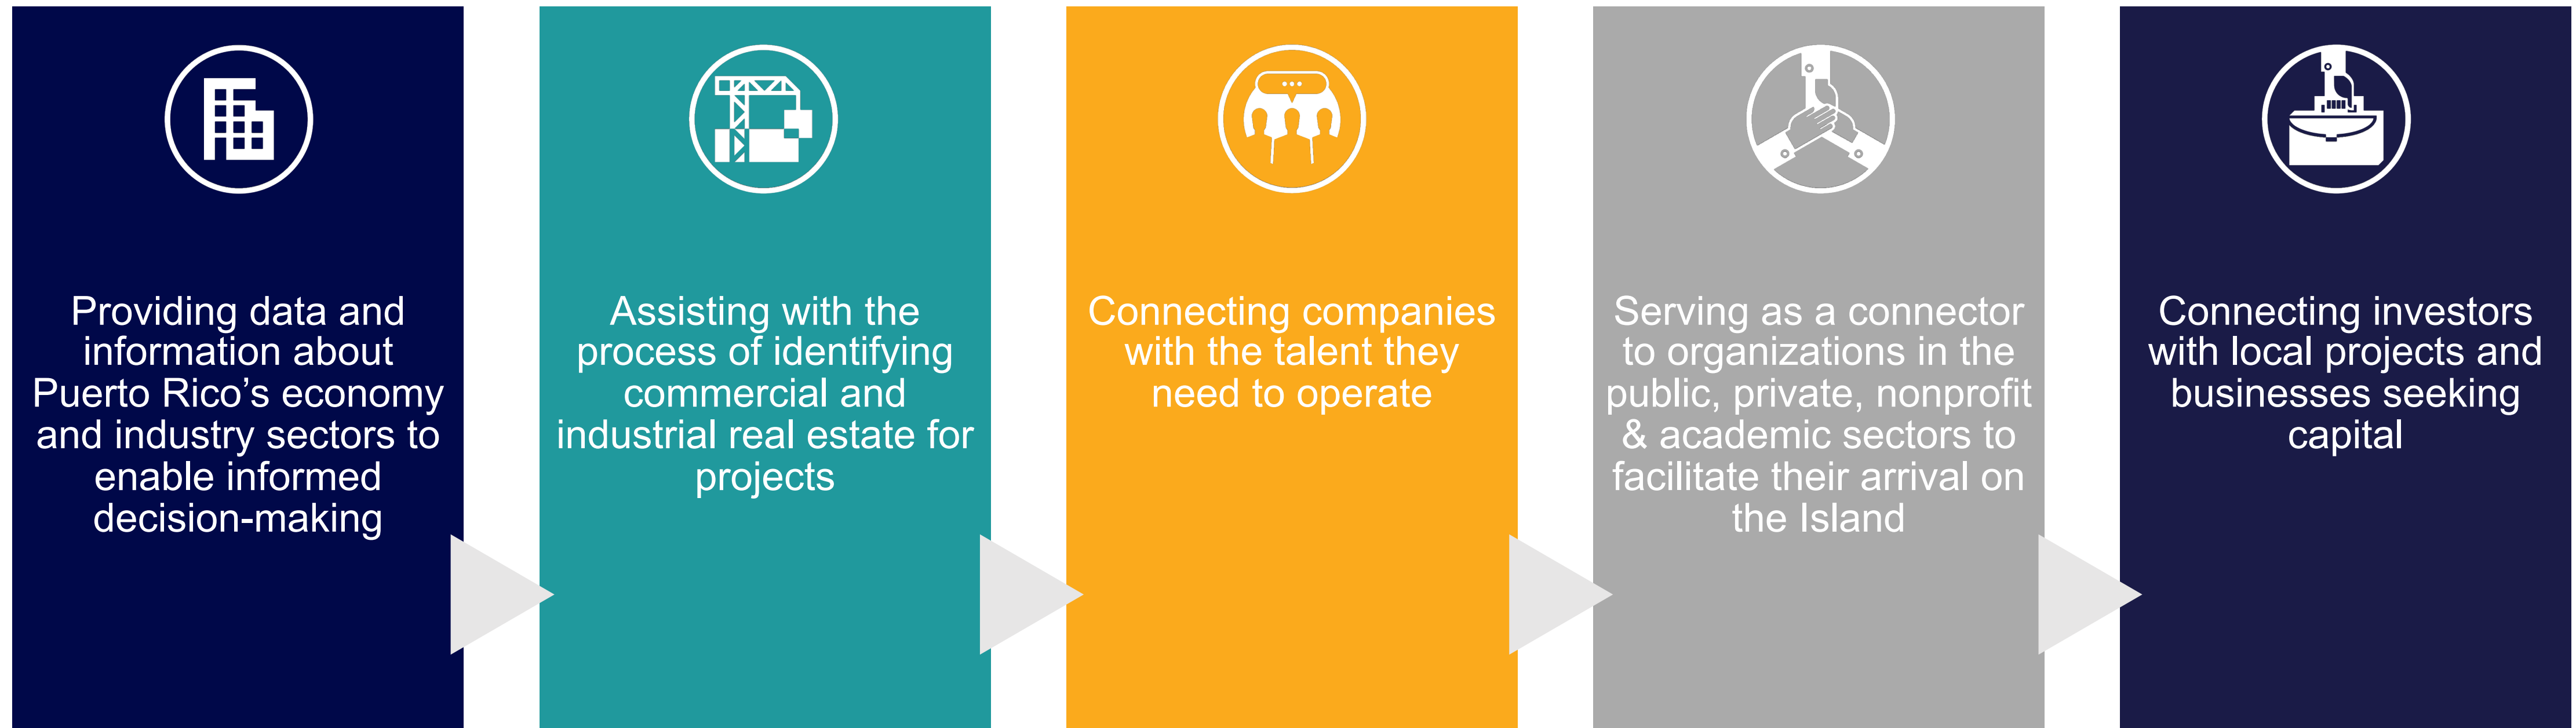 Providing data and
information about
Puerto Rico’s economy
and industry sectors to
enable informed
decision-making
Assisting with the
process of identifying
commercial and
industrial real estate for
projects
Connecting companies
with the talent they
need to operate
Serving as a connector
to organizations in the
public, private, nonprofit
& academic sectors to
facilitate their arrival on
the Island
Connecting investors
with local projects and
businesses seeking
capital